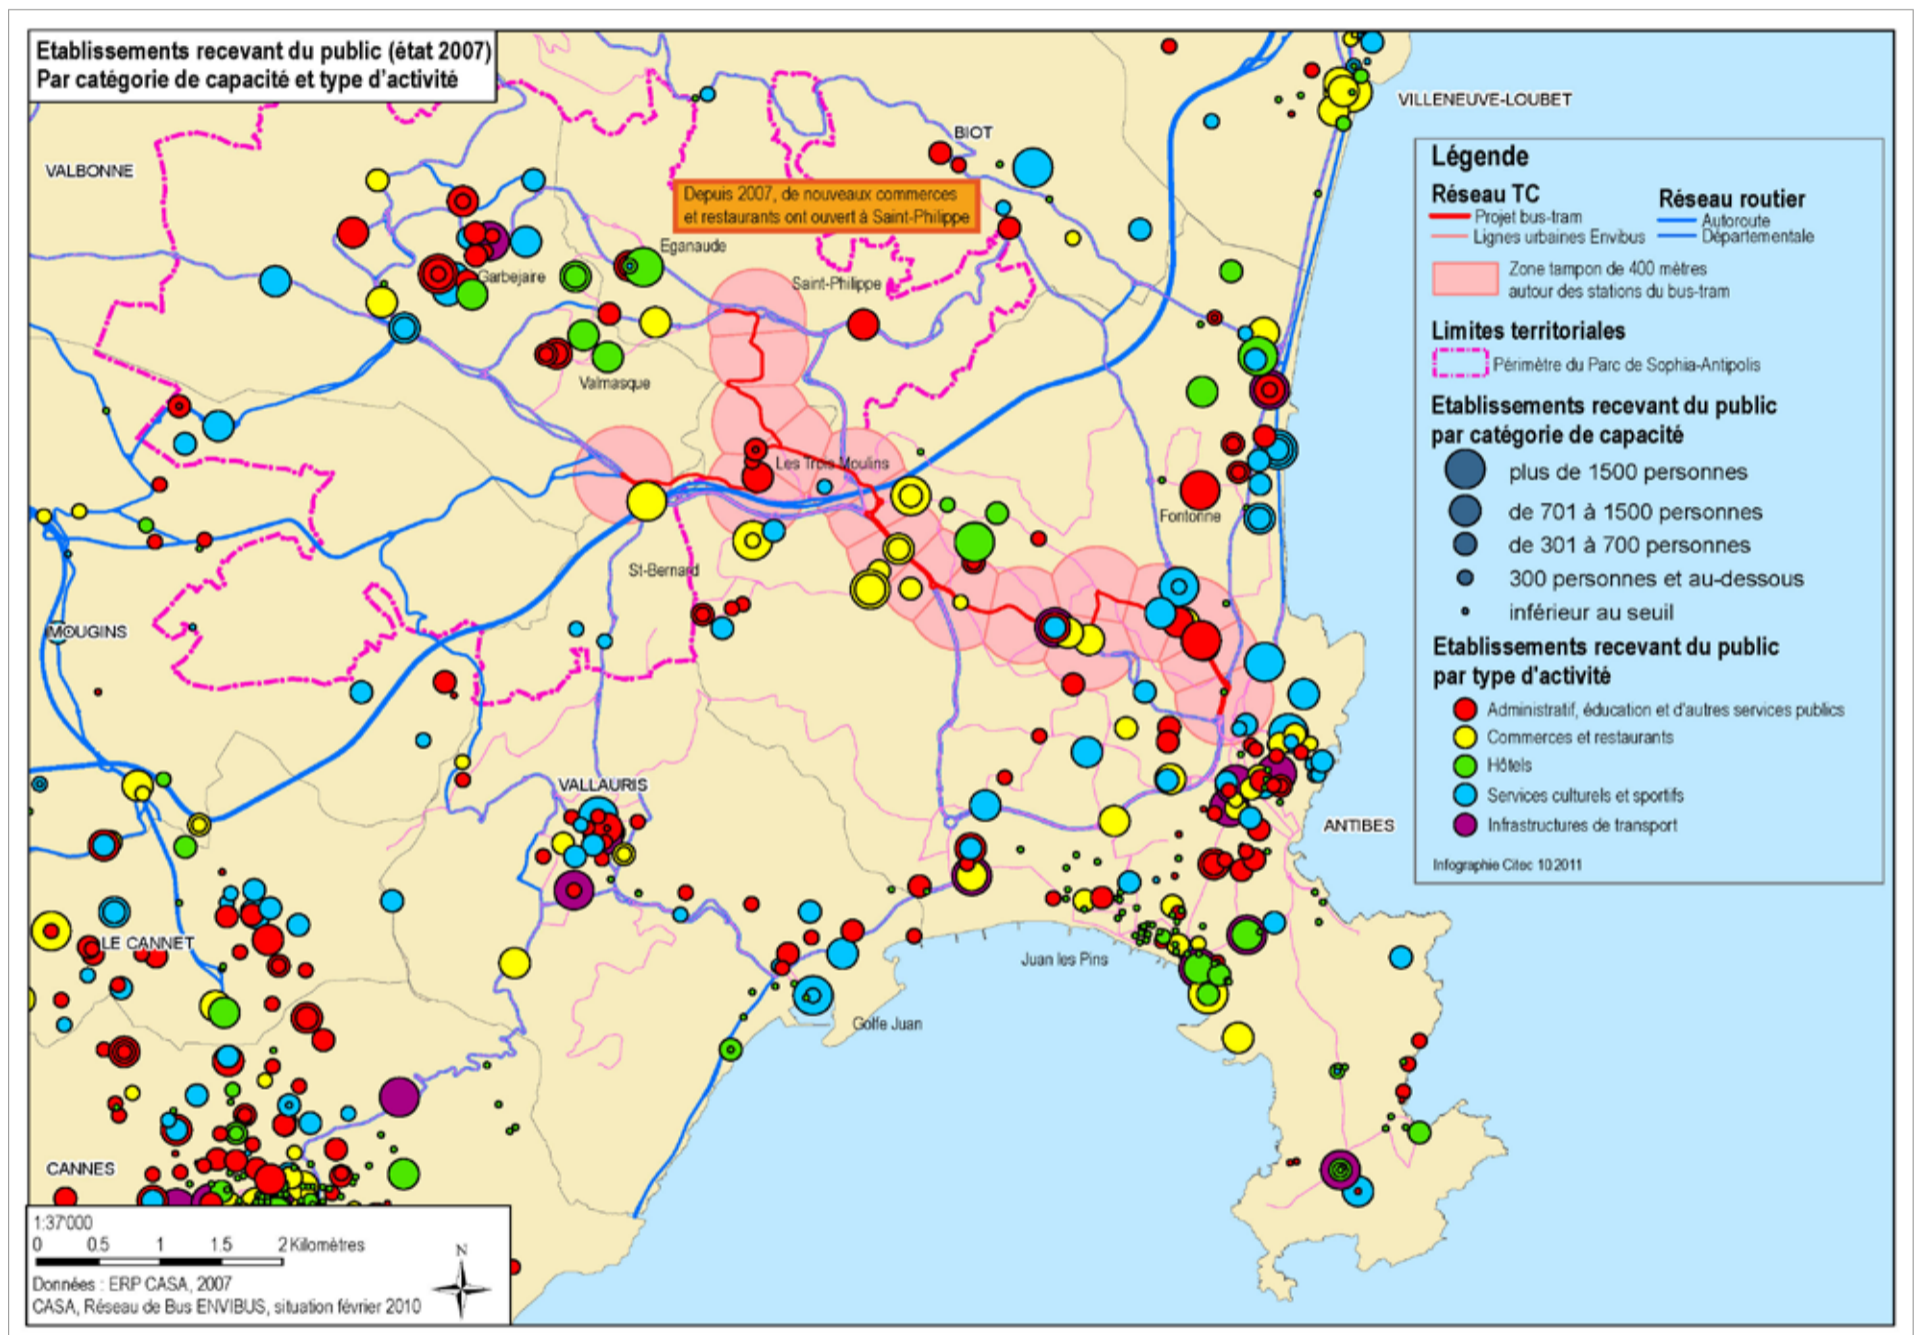 Etablissements recevant du public (état 2007)
Par catégorie de capacité et type d'activité
VILLENEUVE-LOUBET
BIOT
VALBONNE
Depuis 2007, de nouveaux commerces
et restaurants ont ouvert à Saint-Philippe
Eganaude
Garbejaire
Saint-Philippe
Valmasque
Les Trois Moulins
Fontonne
St-Bernard
MOUGINS
VALLAURIS
ANTIBES
LE CANNET
Juan les Pins
Golfe Juan
CANNES
Légende
Réseau TC
Projet bus-tram
Lignes urbaines Envibus
Réseau routier
Autoroute
Départementale
Zone tampon de 400 mètres
autour des stations du bus-tram
Limites territoriales
Périmètre du Parc de Sophia-Antipolis
Etablissements recevant du public
par catégorie de capacité
plus de 1500 personnes
de 701 à 1500 personnes
de 301 à 700 personnes
300 personnes et au-dessous
inférieur au seuil
Etablissements recevant du public
par type d'activité
Administratif, éducation et d'autres services publics
Commerces et restaurants
Hôtels
Services culturels et sportifs
Infrastructures de transport
Infographie Citec 10.2011
1:37'000
0 0.5 1 1.5 2 Kilomètres
N
Données : ERP CASA, 2007
CASA, Réseau de Bus ENVIBUS, situation février 2010